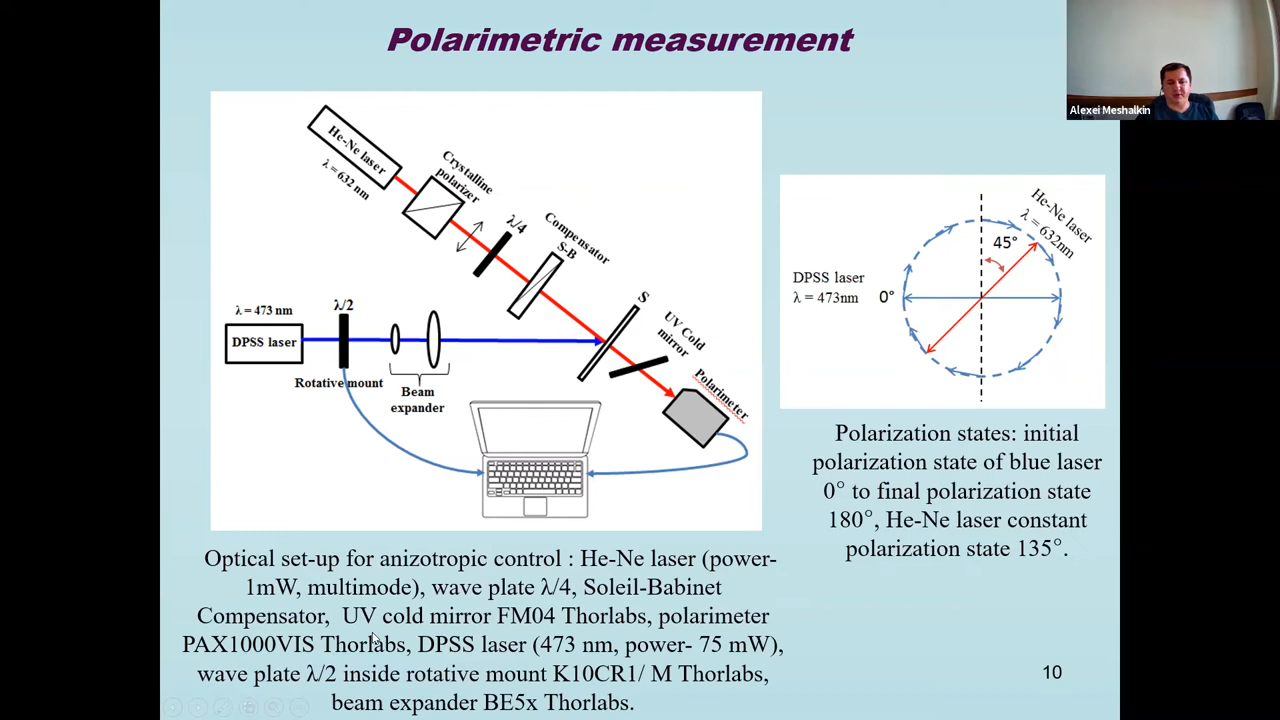 Polarimetric measurement
Alexei Meshalkin
He-Ne laser
λ = 632 nm
Crystalline
polarizer
λ/4
Compensator
S-B
S
UV Cold
mirror
Polarimeter
λ = 473 nm
DPSS laser
λ/2
Rotative mount
Beam
expander
He-Ne laser
λ = 632nm
45°
DPSS laser
λ = 473nm
0°
Polarization states: initial
polarization state of blue laser
0° to final polarization state
180°, He-Ne laser constant
polarization state 135°.
Optical set-up for anizotropic control : He-Ne laser (power-
1mW, multimode), wave plate λ/4, Soleil-Babinet
Compensator, UV cold mirror FM04 Thorlabs, polarimeter
PAX1000VIS Thorlabs, DPSS laser (473 nm, power- 75 mW),
wave plate λ/2 inside rotative mount K10CR1/ M Thorlabs,
beam expander BE5x Thorlabs.
10